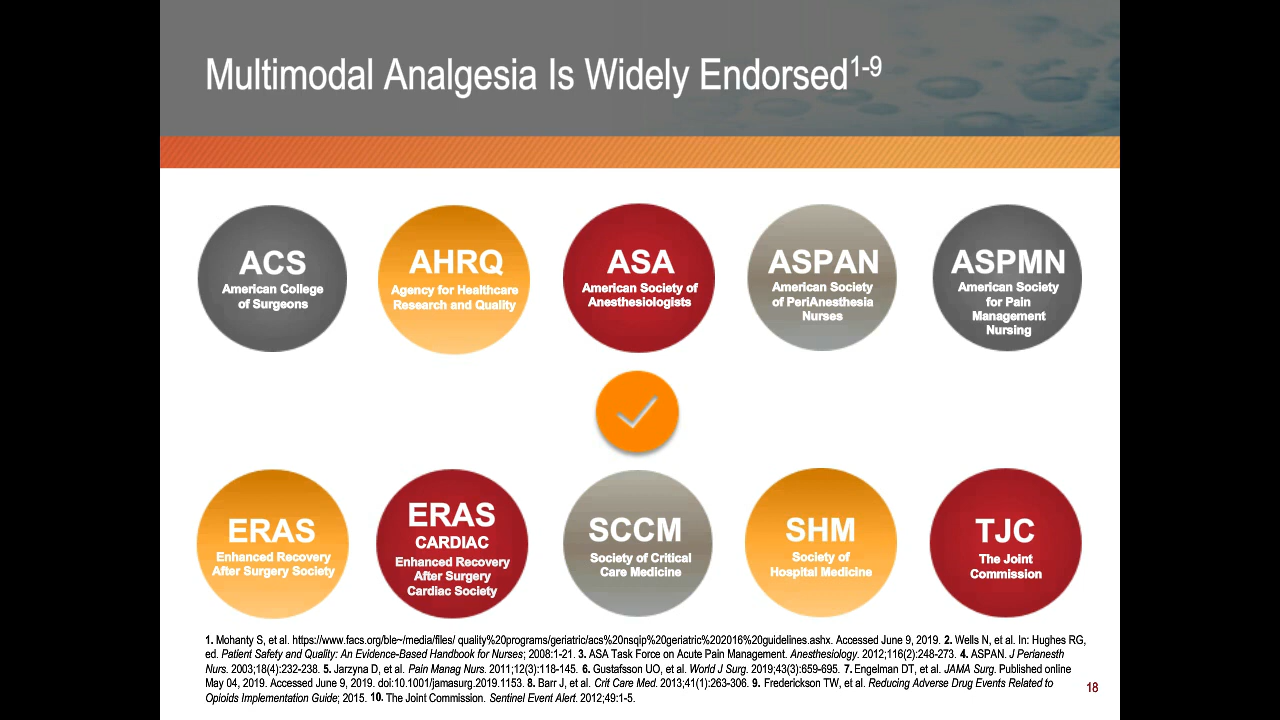 Multimodal Analgesia Is Widely Endorsed1-9
ACS
American College
of Surgeons
AHRQ
Agency for Healthcare
Research and Quality
ASA
American Society of
Anesthesiologists
ASPAN
American Society
of PeriAnesthesia
Nurses
ASPMN
American Society
for Pain
Management
Nursing
ERAS
Enhanced Recovery
After Surgery Society
ERAS
CARDIAC
Enhanced Recovery
After Surgery
Cardiac Society
SCCM
Society of Critical
Care Medicine
SHM
Society of
Hospital Medicine
TJC
The Joint
Commission
1. Mohanty S, et al. https://www.facs.org/ble~/media/files/ quality%20programs/geriatric/acs%20nsqip%20geriatric%202016%20guidelines.ashx. Accessed June 9, 2019. 2. Wells N, et al. In: Hughes RG,
ed. Patient Safety and Quality: An Evidence-Based Handbook for Nurses; 2008:1-21. 3. ASA Task Force on Acute Pain Management. Anesthesiology. 2012;116(2):248-273. 4. ASPAN. J Perianesth
Nurs. 2003;18(4):232-238. 5. Jarzyna D, et al. Pain Manag Nurs. 2011;12(3):118-145. 6. Gustafsson UO, et al. World J Surg. 2019;43(3):659-695. 7. Engelman DT, et al. JAMA Surg. Published online
May 04, 2019. Accessed June 9, 2019. doi:10.1001/jamasurg.2019.1153. 8. Barr J, et al. Crit Care Med. 2013;41(1):263-306. 9. Frederickson TW, et al. Reducing Adverse Drug Events Related to
Opioids Implementation Guide; 2015. 10. The Joint Commission. Sentinel Event Alert. 2012;49:1-5.
18